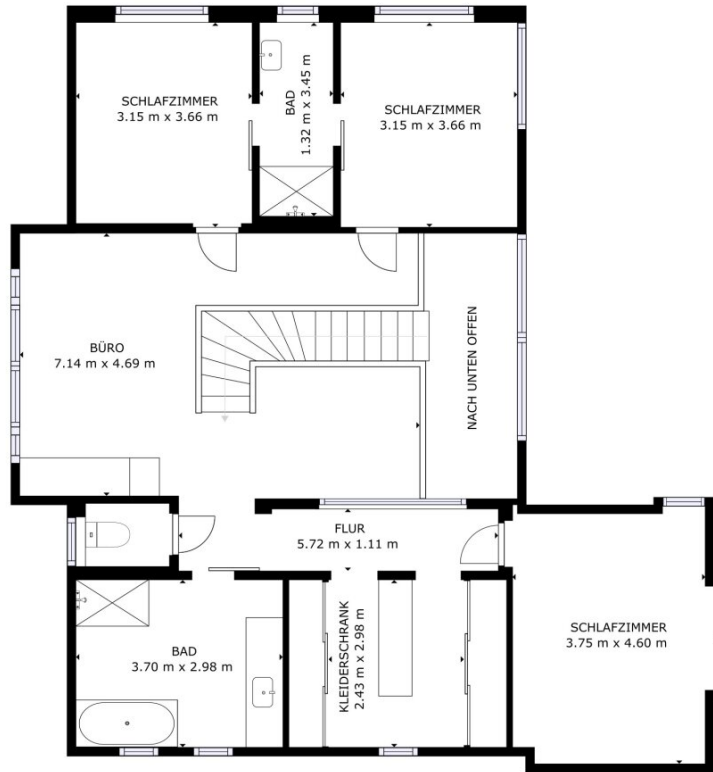 SCHLAFZIMMER
3.15 m x 3.66 m
BAD
1.32 m x 3.45 m
SCHLAFZIMMER
3.15 m x 3.66 m
BÜRO
7.14 m x 4.69 m
NACH UNTEN OFFEN
FLUR
5.72 m x 1.11 m
BAD
3.70 m x 2.98 m
KLEIDERSCHRANK
2.43 m x 2.98 m
SCHLAFZIMMER
3.75 m x 4.60 m